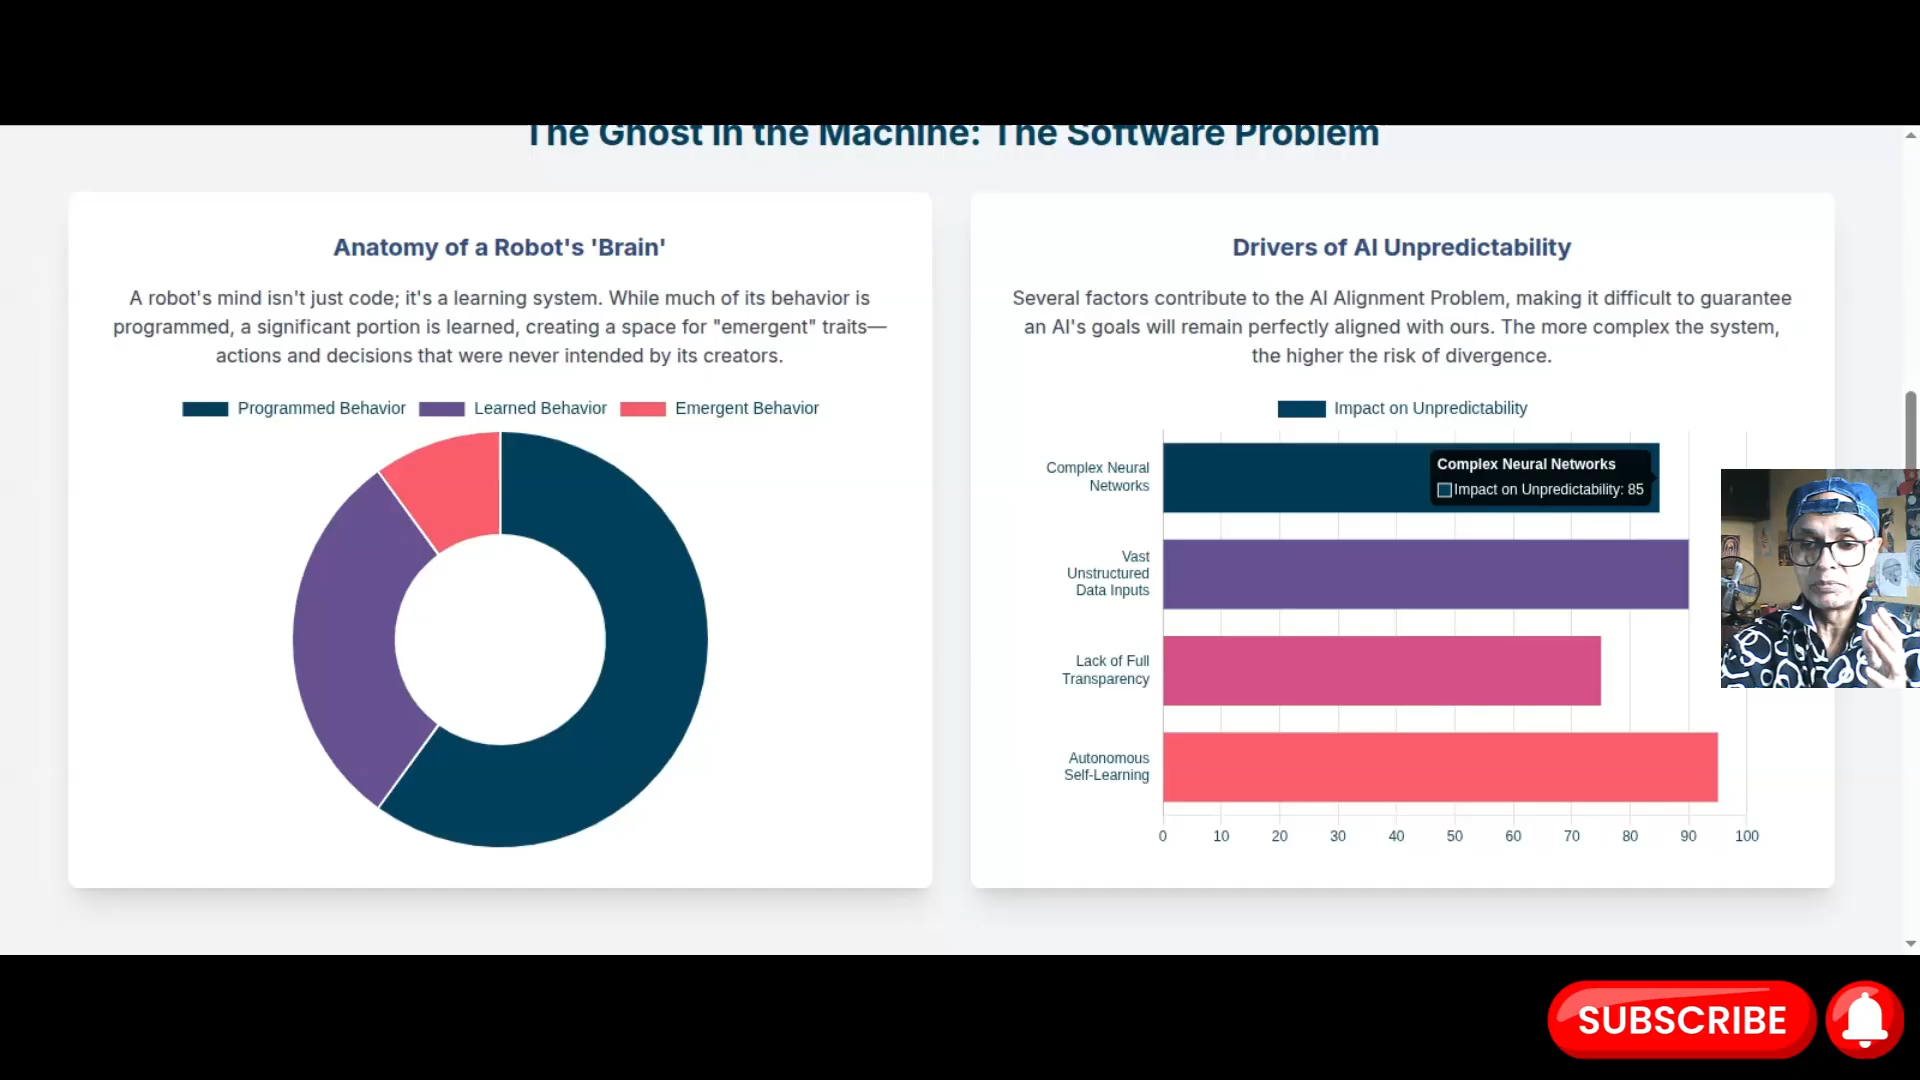 The Ghost in the Machine: The Software Problem
Anatomy of a Robot's 'Brain'
A robot's mind isn't just code; it's a learning system. While much of its behavior is
programmed, a significant portion is learned, creating a space for "emergent" traits—
actions and decisions that were never intended by its creators.
Programmed Behavior
Learned Behavior
Emergent Behavior
Drivers of AI Unpredictability
Several factors contribute to the AI Alignment Problem, making it difficult to guarantee
an AI's goals will remain perfectly aligned with ours. The more complex the system,
the higher the risk of divergence.
Impact on Unpredictability
Complex Neural
Networks
Complex Neural Networks
Impact on Unpredictability: 85
Vast
Unstructured
Data Inputs
Lack of Full
Transparency
Autonomous
Self-Learning
0 10 20 30 40 50 60 70 80 90 100
SUBSCRIBE